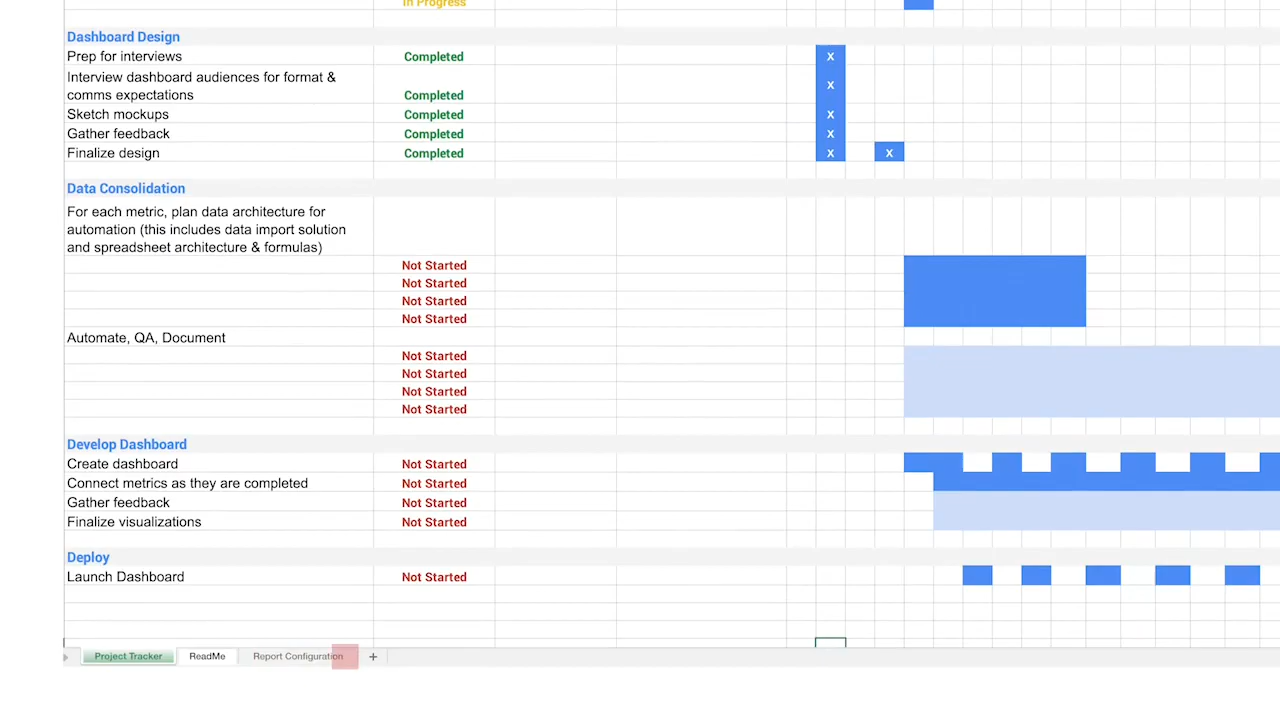 In Progress
Dashboard Design
Prep for interviews Completed X
Interview dashboard audiences for format &
comms expectations Completed X
Sketch mockups Completed X
Gather feedback Completed X
Finalize design Completed X X
Data Consolidation
For each metric, plan data architecture for
automation (this includes data import solution
and spreadsheet architecture & formulas)
Not Started
Not Started
Not Started
Not Started
Automate, QA, Document
Not Started
Not Started
Not Started
Not Started
Develop Dashboard
Create dashboard Not Started
Connect metrics as they are completed Not Started
Gather feedback Not Started
Finalize visualizations Not Started
Deploy
Launch Dashboard Not Started
Project Tracker ReadMe Report Configuration +